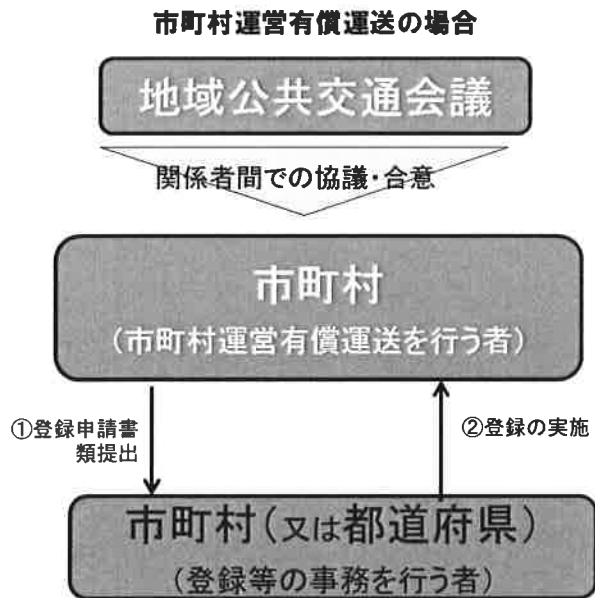 市町村運営有償運送の場合
地域公共交通会議
関係者間での協議・合意
市町村
(市町村運営有償運送を行う者)
①登録申請書
類提出
②登録の実施
市町村(又は都道府県)
(登録等の事務を行う者)